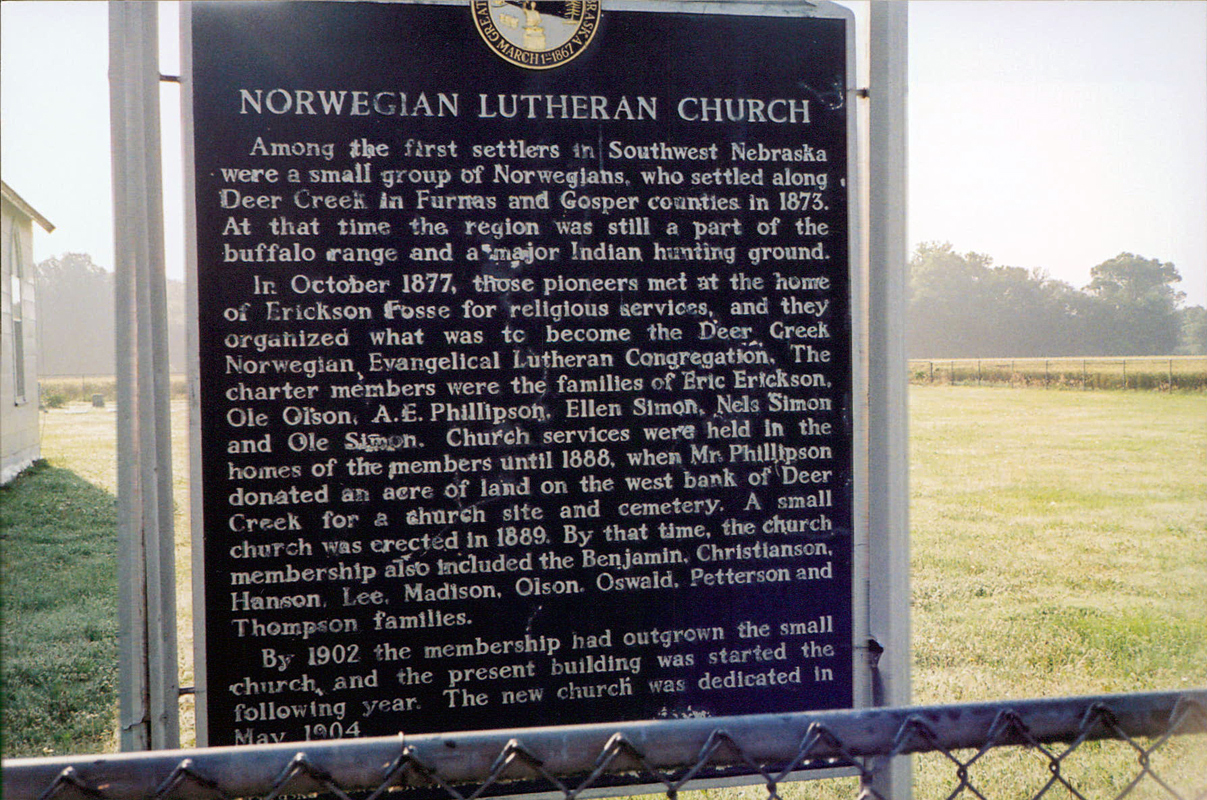 GREAT
MARCH 1ST 1867
NORWEGIAN LUTHERAN CHURCH
Among the first settlers in Southwest Nebraska
were a small group of Norwegians, who settled along
Deer Creek in Furnas and Gosper counties in 1873.
At that time the region was still a part of the
buffalo range and a major Indian hunting ground.
In October 1877, those pioneers met at the home
of Erickson Fosse for religious services, and they
organized what was to become the Deer Creek
Norwegian Evangelical Lutheran Congregation. The
charter members were the families of Eric Erickson,
Ole Olson, A.E. Phillipson, Ellen Simon, Nels Simon
and Ole Simon. Church services were held in the
homes of the members until 1888, when Mr. Phillipson
donated an acre of land on the west bank of Deer
Creek for a church site and cemetery. A small
church was erected in 1889. By that time, the church
membership also included the Benjamin, Christianson,
Hanson, Lee, Madison, Olson, Oswald, Petterson and
Thompson families.
By 1902 the membership had outgrown the small
church, and the present building was started the
following year. The new church was dedicated in
May 1904.